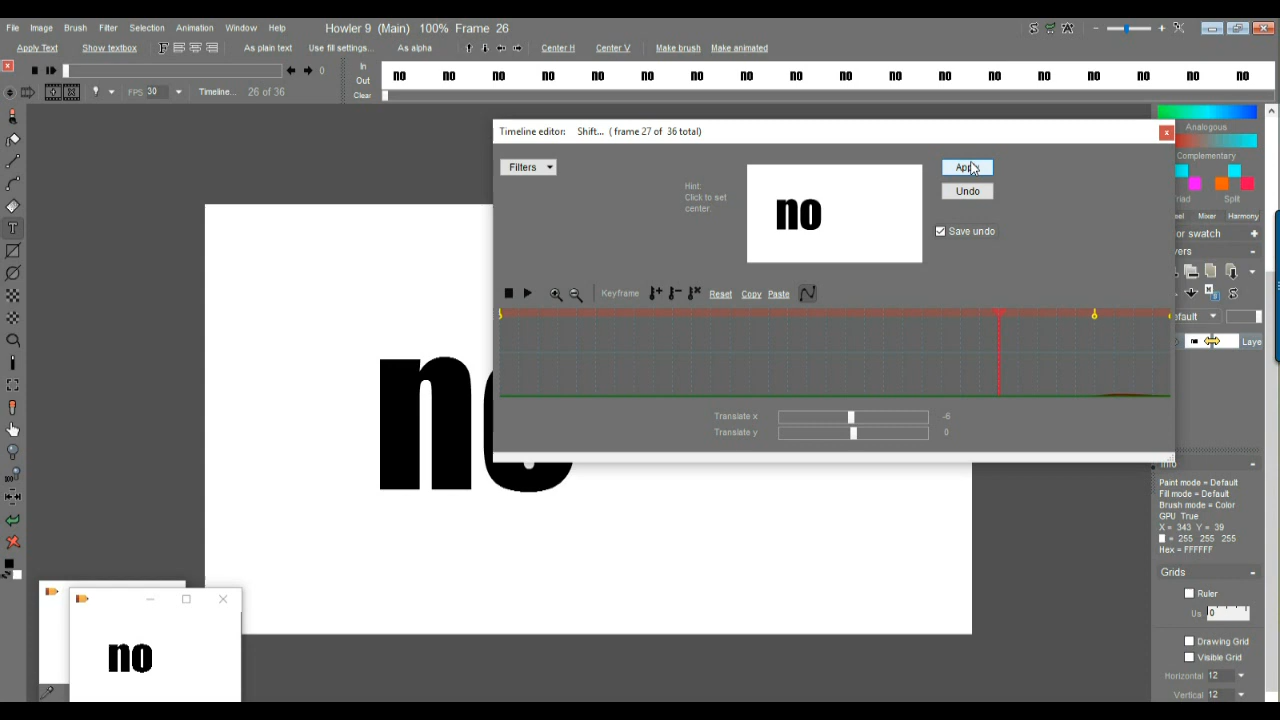 File Image Brush Filter Selection Animation Window Help Howler 9 (Main) 100% Frame 26
Apply Text Show textbox As plain text Use fill settings... As alpha Center H Center V Make brush Make animated
0 In
Out
Clear
no no no no no no no no no no no no no no no no no no
FPS 30 Timeline... 26 of 36
Timeline editor: Shift... ( frame 27 of 36 total)
Filters
Hint:
Click to set
center.
no
Undo
Save undo
Keyframe Reset Copy Paste
Translate x -6
Translate y 0
no
no
Analogous
Complementary
Split
Mixer Harmony
swatch
Info
Paint mode = Default
Fill mode = Default
Brush mode = Color
GPU True
X = 343 Y = 39
= 255 255 255
Hex = FFFFFF
Grids
Ruler
Us 0
Drawing Grid
Visible Grid
Horizontal 12
Vertical 12